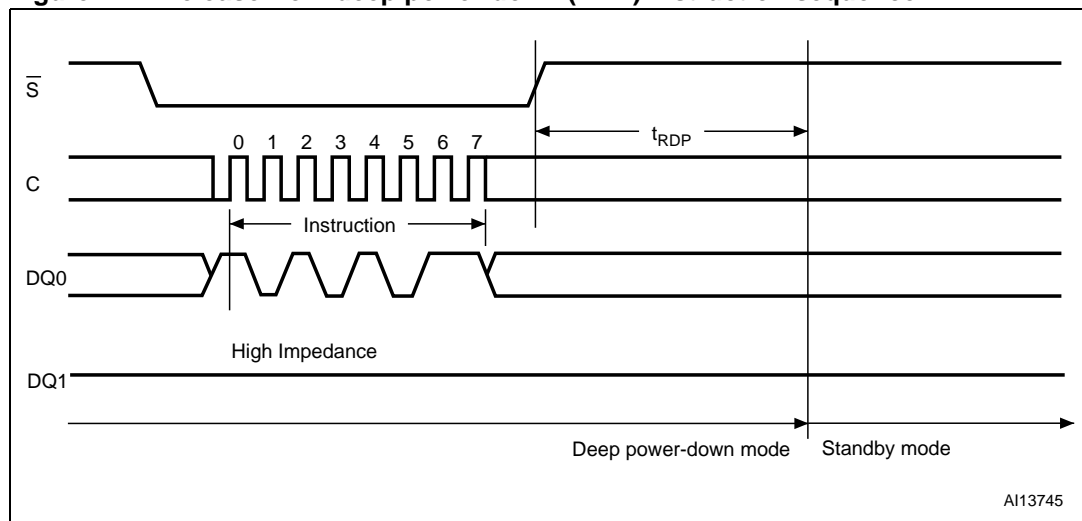 S̅
t_RDP
0 1 2 3 4 5 6 7
C
Instruction
DQ0
High Impedance
DQ1
Deep power-down mode Standby mode
AI13745